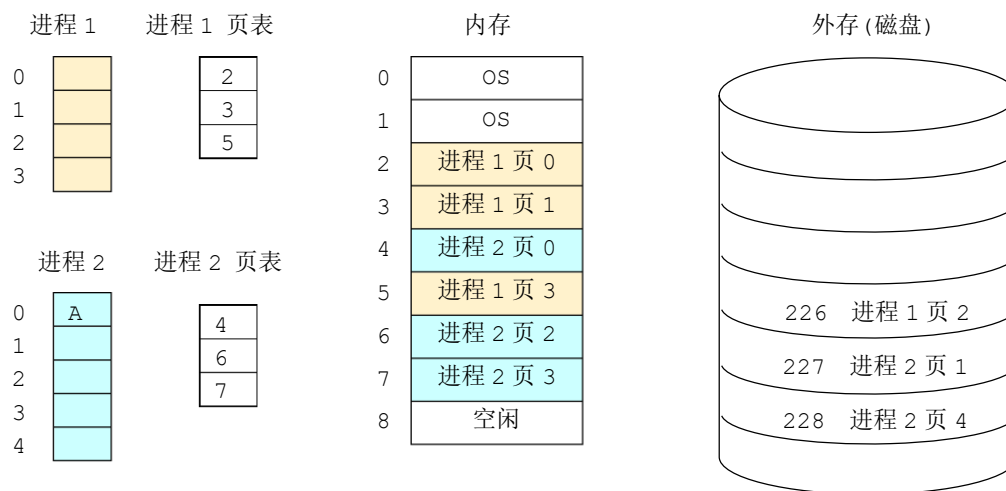 进程 1
进程 1 页表
内存
外存(磁盘)
0
1
2
3
2
3
5
0 OS
1 OS
2 进程 1 页 0
3 进程 1 页 1
4 进程 2 页 0
5 进程 1 页 3
6 进程 2 页 2
7 进程 2 页 3
8 空闲
进程 2
进程 2 页表
0 A
1
2
3
4
4
6
7
226 进程 1 页 2
227 进程 2 页 1
228 进程 2 页 4